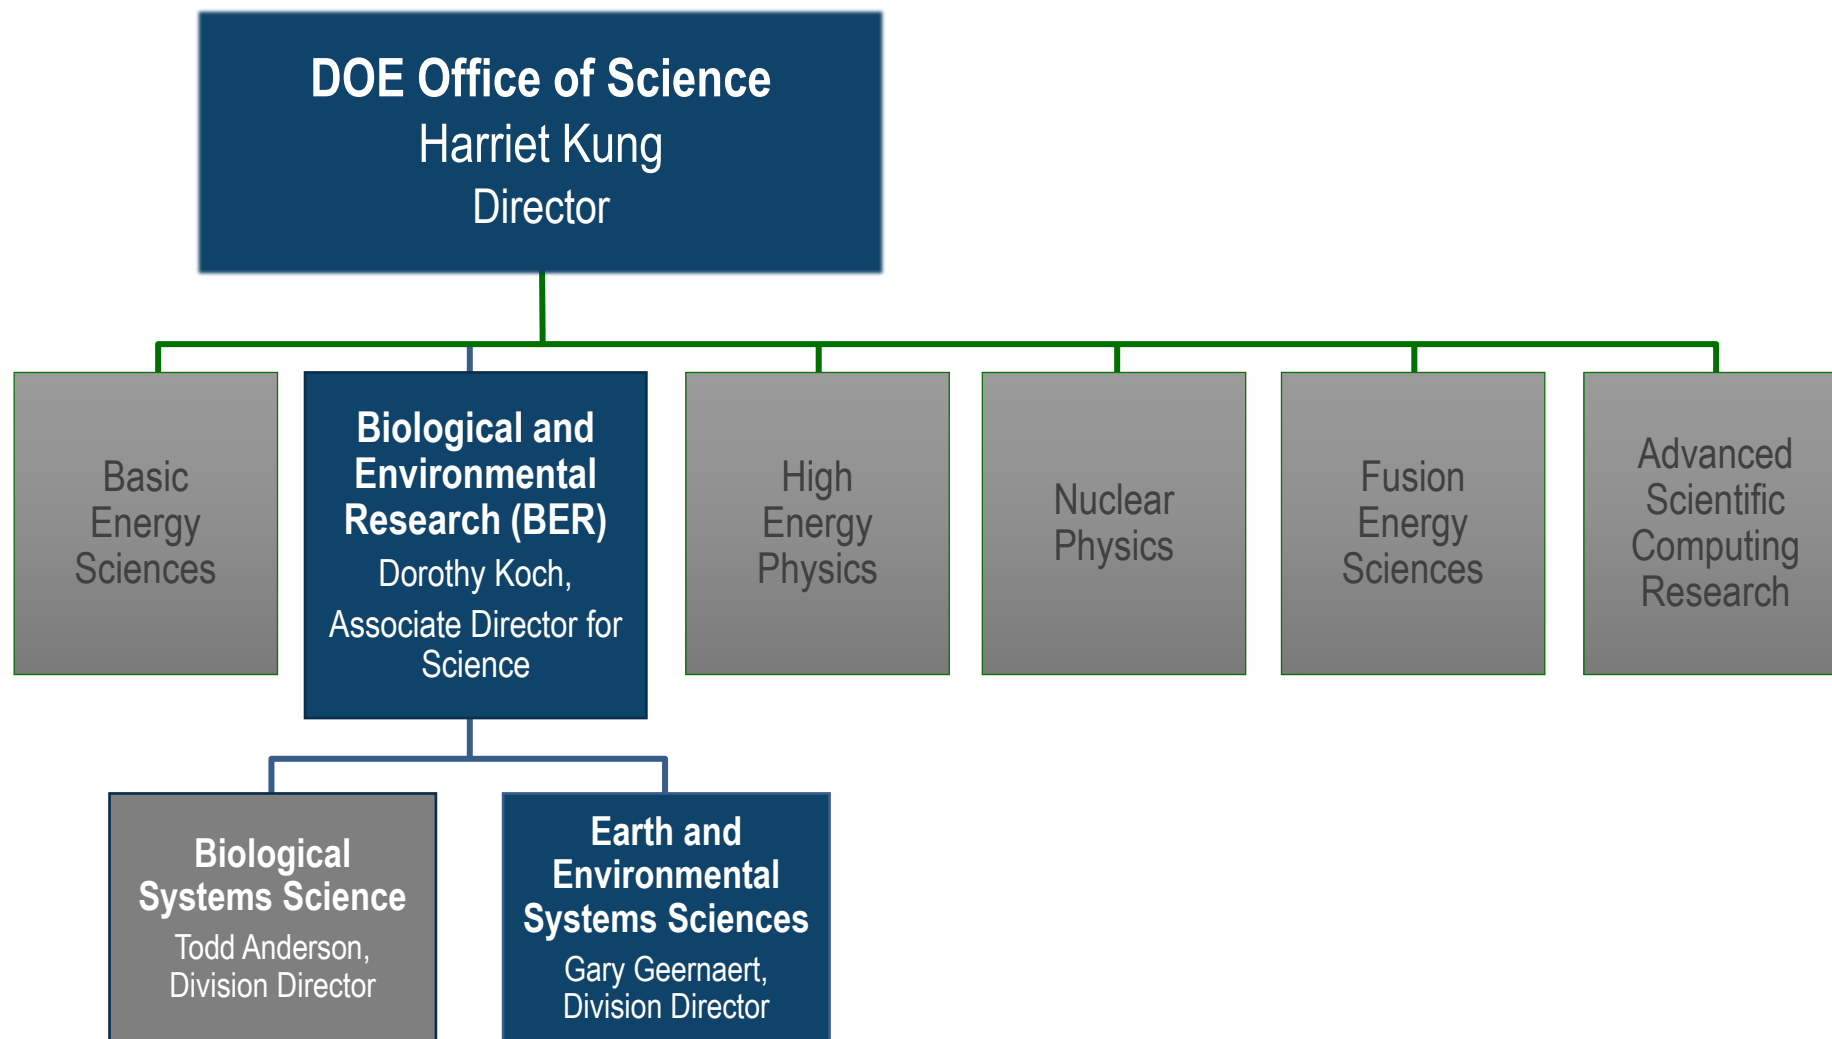 DOE Office of Science
Harriet Kung
Director
Basic
Energy
Sciences
Biological and
Environmental
Research (BER)
Dorothy Koch,
Associate Director for
Science
High
Energy
Physics
Nuclear
Physics
Fusion
Energy
Sciences
Advanced
Scientific
Computing
Research
Biological
Systems Science
Todd Anderson,
Division Director
Earth and
Environmental
Systems Sciences
Gary Geernaert,
Division Director